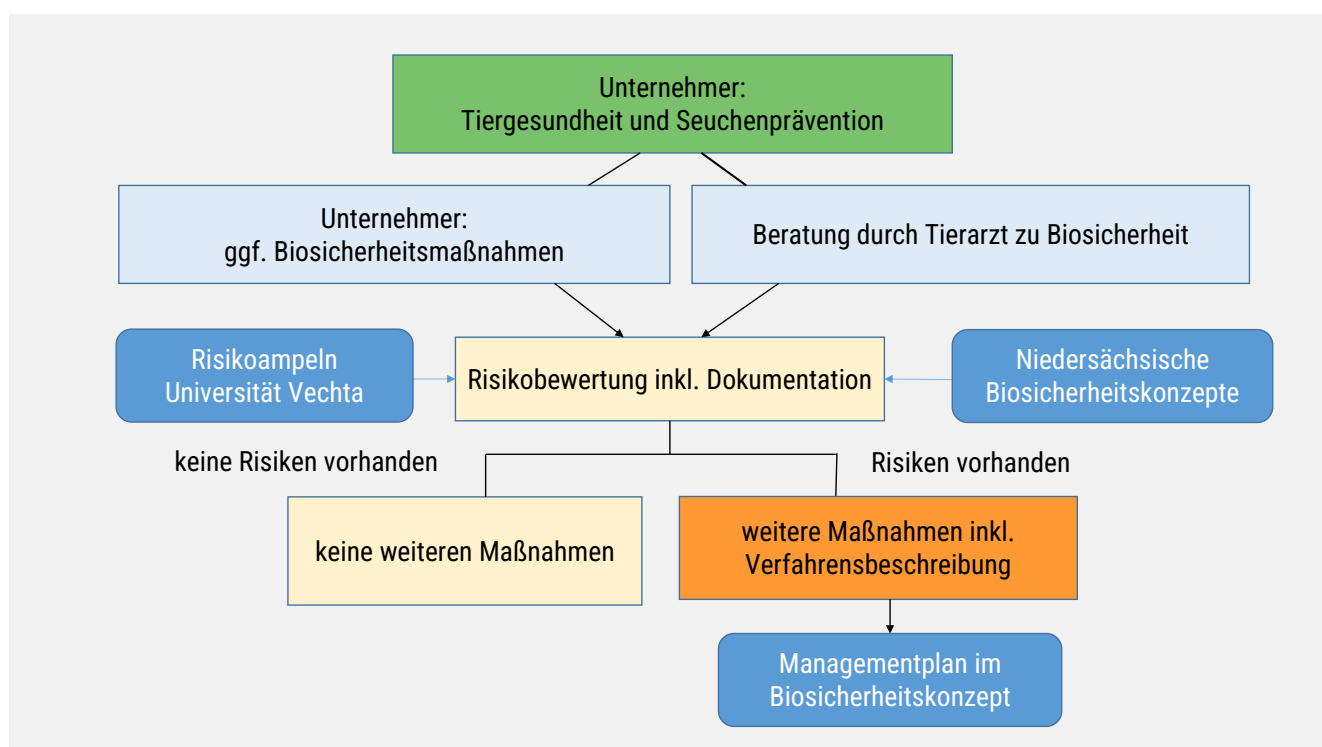 Unternehmer:
Tiergesundheit und Seuchenprävention
Unternehmer:
ggf. Biosicherheitsmaßnahmen
Beratung durch Tierarzt zu Biosicherheit
Risikoampeln
Universität Vechta
Risikobewertung inkl. Dokumentation
Niedersächsische
Biosicherheitskonzepte
keine Risiken vorhanden
Risiken vorhanden
keine weiteren Maßnahmen
weitere Maßnahmen inkl.
Verfahrensbeschreibung
Managementplan im
Biosicherheitskonzept